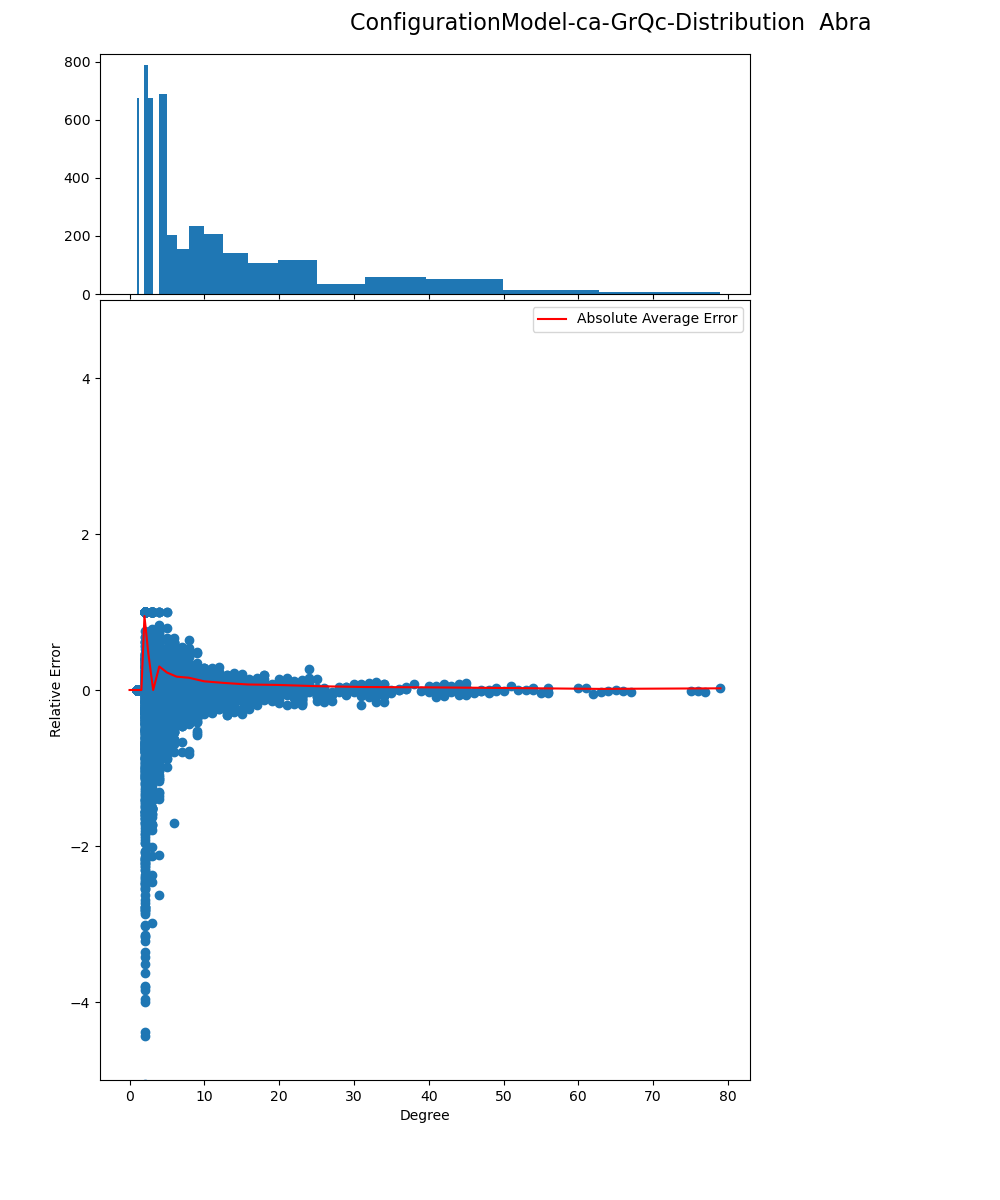 ConfigurationModel-ca-GrQc-Distribution  Abra
800
600
400
200
0
Absolute Average Error
4
2
0
−2
−4
Relative Error
0 10 20 30 40 50 60 70 80
Degree